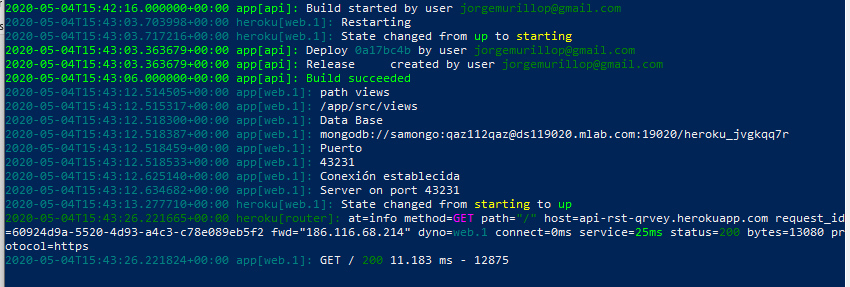 2020-05-04T15:42:16.000000+00:00 app[api]: Build started by user jorgemurillop@gmail.com
2020-05-04T15:43:03.703998+00:00 heroku[web.1]: Restarting
2020-05-04T15:43:03.717216+00:00 heroku[web.1]: State changed from up to starting
2020-05-04T15:43:03.363679+00:00 app[api]: Deploy 0a17bc4b by user jorgemurillop@gmail.com
2020-05-04T15:43:03.363679+00:00 app[api]: Release created by user jorgemurillop@gmail.com
2020-05-04T15:43:06.000000+00:00 app[api]: Build succeeded
2020-05-04T15:43:12.514505+00:00 app[web.1]: path views
2020-05-04T15:43:12.515317+00:00 app[web.1]: /app/src/views
2020-05-04T15:43:12.518300+00:00 app[web.1]: Data Base
2020-05-04T15:43:12.518387+00:00 app[web.1]: mongodb://samongo:qaz112qaz@ds119020.mlab.com:19020/heroku_jvgkqq7r
2020-05-04T15:43:12.518459+00:00 app[web.1]: Puerto
2020-05-04T15:43:12.518533+00:00 app[web.1]: 43231
2020-05-04T15:43:12.625140+00:00 app[web.1]: Conexión establecida
2020-05-04T15:43:12.634682+00:00 app[web.1]: Server on port 43231
2020-05-04T15:43:13.277710+00:00 heroku[web.1]: State changed from starting to up
2020-05-04T15:43:26.221665+00:00 heroku[router]: at=info method=GET path="/" host=api-rst-qrvey.herokuapp.com request_id
=60924d9a-5520-4d93-a4c3-c78e089eb5f2 fwd="186.116.68.214" dyno=web.1 connect=0ms service=25ms status=200 bytes=13080 pr
otocol=https
2020-05-04T15:43:26.221824+00:00 app[web.1]: GET / 200 11.183 ms - 12875